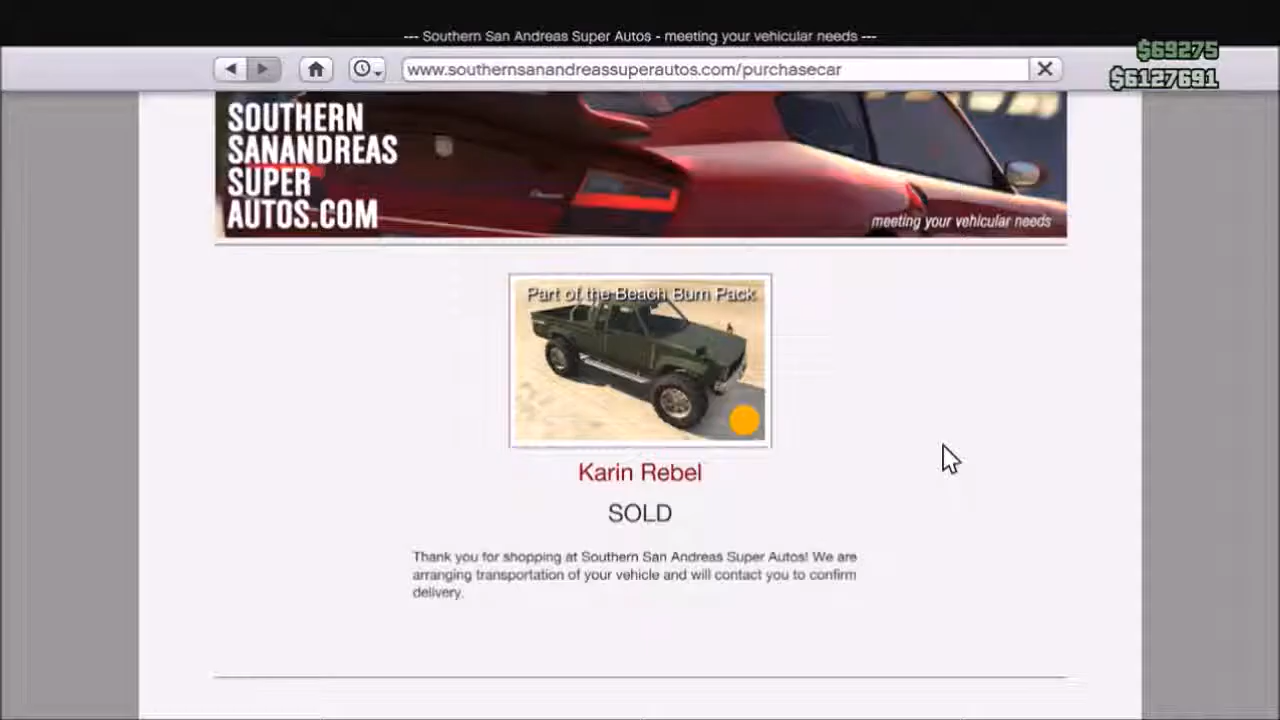 --- Southern San Andreas Super Autos - meeting your vehicular needs ---
$69275
www.southernsanandreassuperautos.com/purchasecar
$6127691
SOUTHERN
SANANDREAS
SUPER
AUTOS.COM
meeting your vehicular needs
Part of the Beach Bum Pack
Karin Rebel
SOLD
Thank you for shopping at Southern San Andreas Super Autos! We are
arranging transportation of your vehicle and will contact you to confirm
delivery.